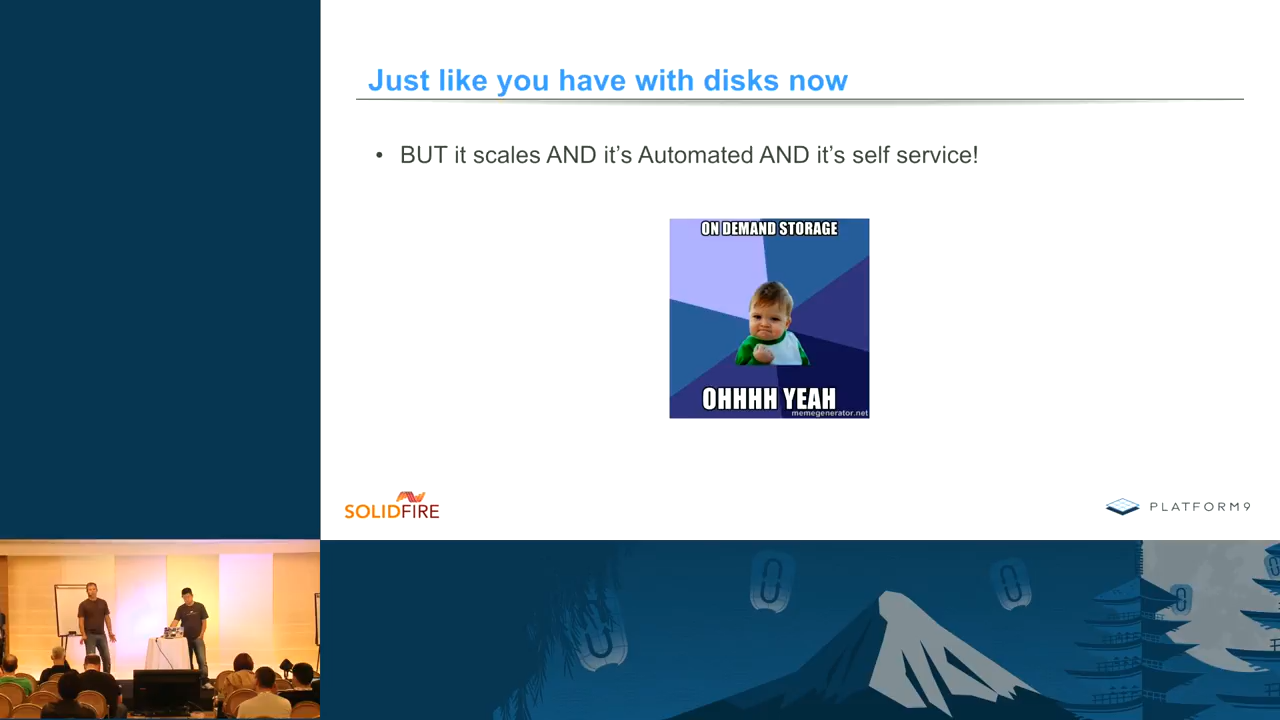 Just like you have with disks now
• BUT it scales AND it’s Automated AND it’s self service!
ON DEMAND STORAGE
OHHHH YEAH
memegenerator.net
SOLIDFIRE
PLATFORM9